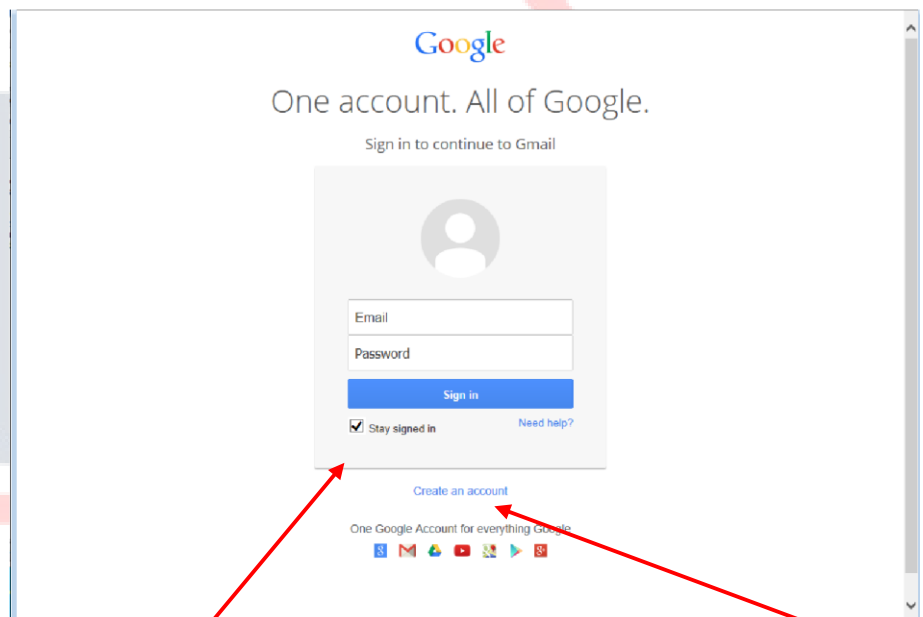 Google
One account. All of Google.
Sign in to continue to Gmail
Email
Password
Sign in
Stay signed in
Need help?
Create an account
One Google Account for everything Google